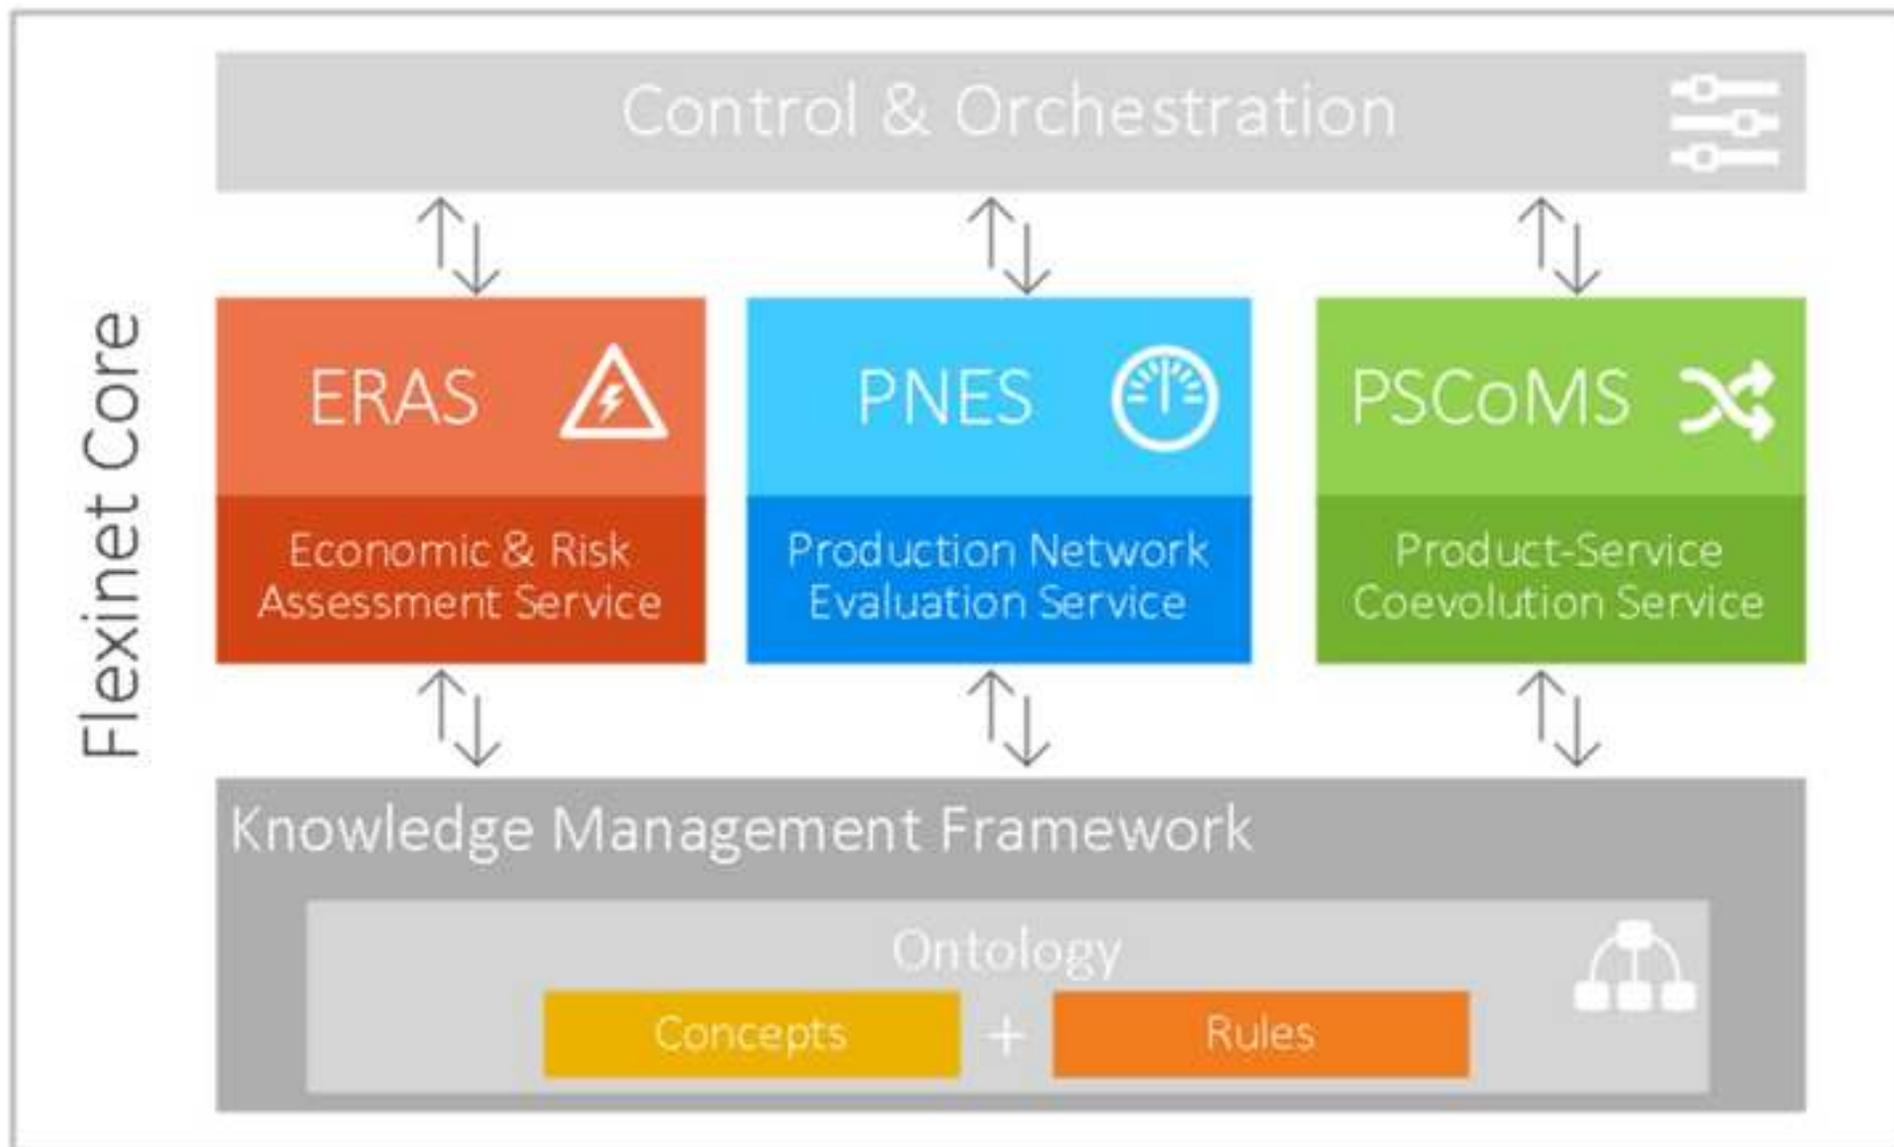 Flexinet Core
Control & Orchestration
ERAS
Economic & Risk
Assessment Service
PNES
Production Network
Evaluation Service
PSCoMS
Product-Service
Coevolution Service
Knowledge Management Framework
Ontology
Concepts + Rules